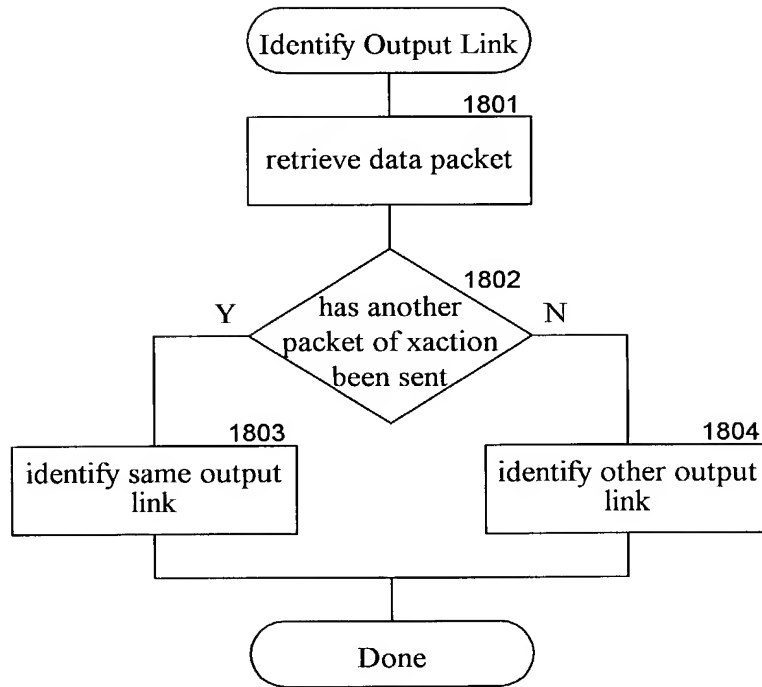 Identify Output Link
1801
retrieve data packet
1802
Y
N
has another
packet of xaction
been sent
1803
identify same output
link
1804
identify other output
link
Done